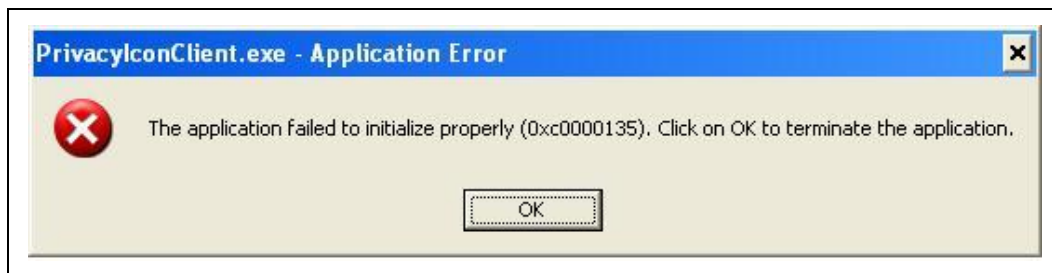 PrivacyIconClient.exe - Application Error
The application failed to initialize properly (0xc0000135). Click on OK to terminate the application.
OK